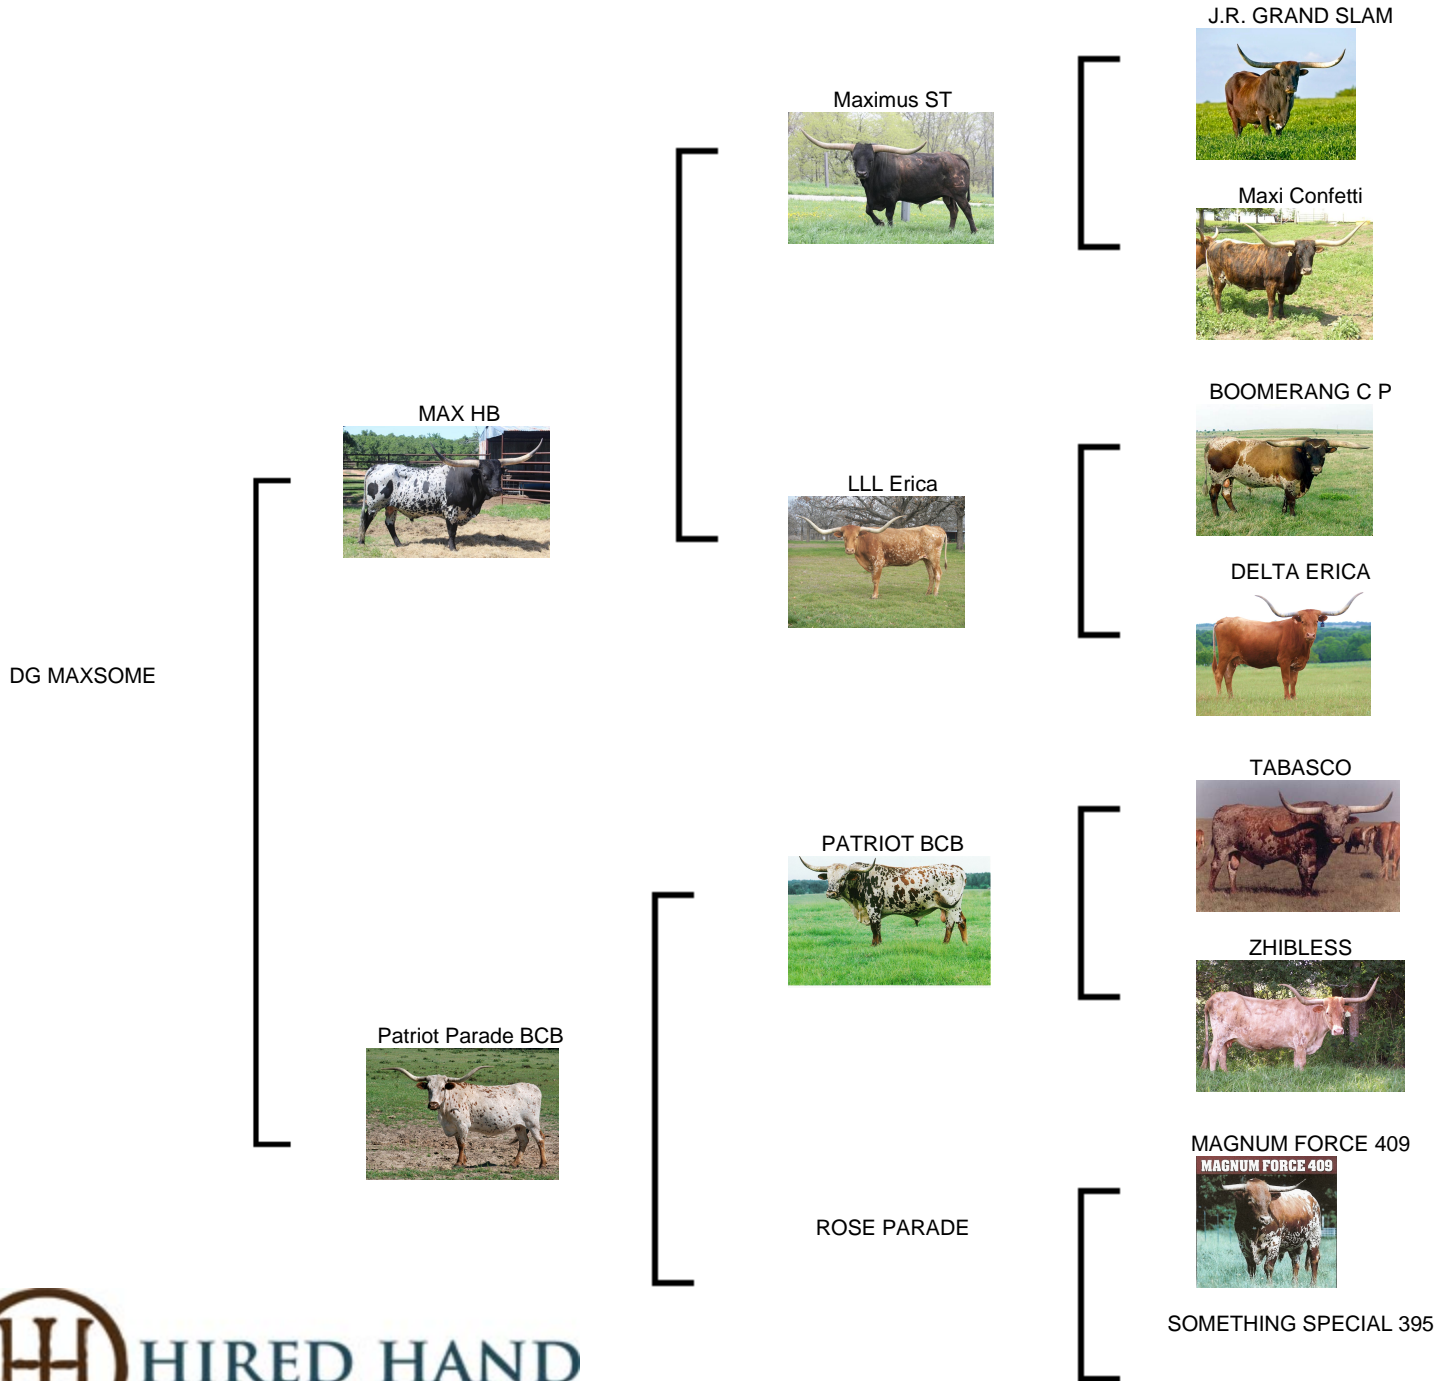 J.R. GRAND SLAM
Maximus ST
Maxi Confetti
MAX HB
BOOMERANG C P
LLL Erica
DELTA ERICA
DG MAXSOME
TABASCO
PATRIOT BCB
ZHIBLESS
Patriot Parade BCB
MAGNUM FORCE 409
MAGNUM FORCE 409
ROSE PARADE
SOMETHING SPECIAL 395
HIRED HAND